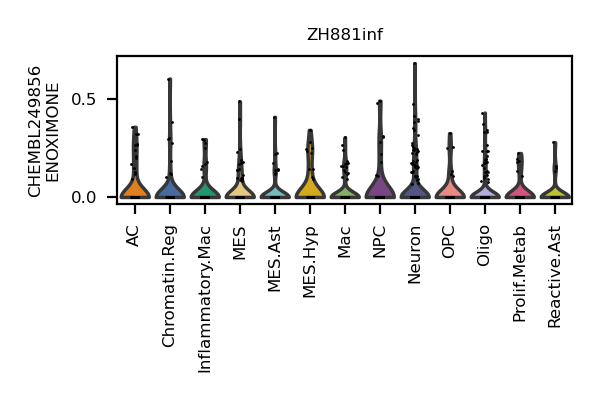 ZH881inf
CHEMBL249856
ENOXIMONE
0.5
0.0
AC
Chromatin.Reg
Inflammatory.Mac
MES
MES.Ast
MES.Hyp
Mac
NPC
Neuron
OPC
Oligo
Prolif.Metab
Reactive.Ast